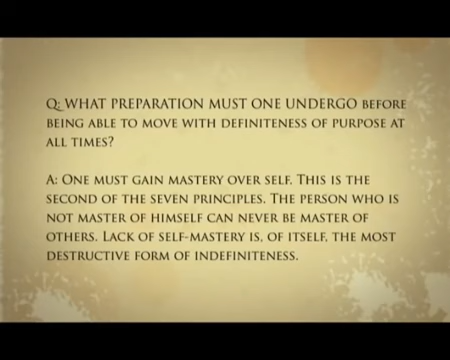 Q: WHAT PREPARATION MUST ONE UNDERGO BEFORE
BEING ABLE TO MOVE WITH DEFINITENESS OF PURPOSE AT
ALL TIMES?
A: ONE MUST GAIN MASTERY OVER SELF. THIS IS THE
SECOND OF THE SEVEN PRINCIPLES. THE PERSON WHO IS
NOT MASTER OF HIMSELF CAN NEVER BE MASTER OF
OTHERS. LACK OF SELF-MASTERY IS, OF ITSELF, THE MOST
DESTRUCTIVE FORM OF INDEFINITENESS.